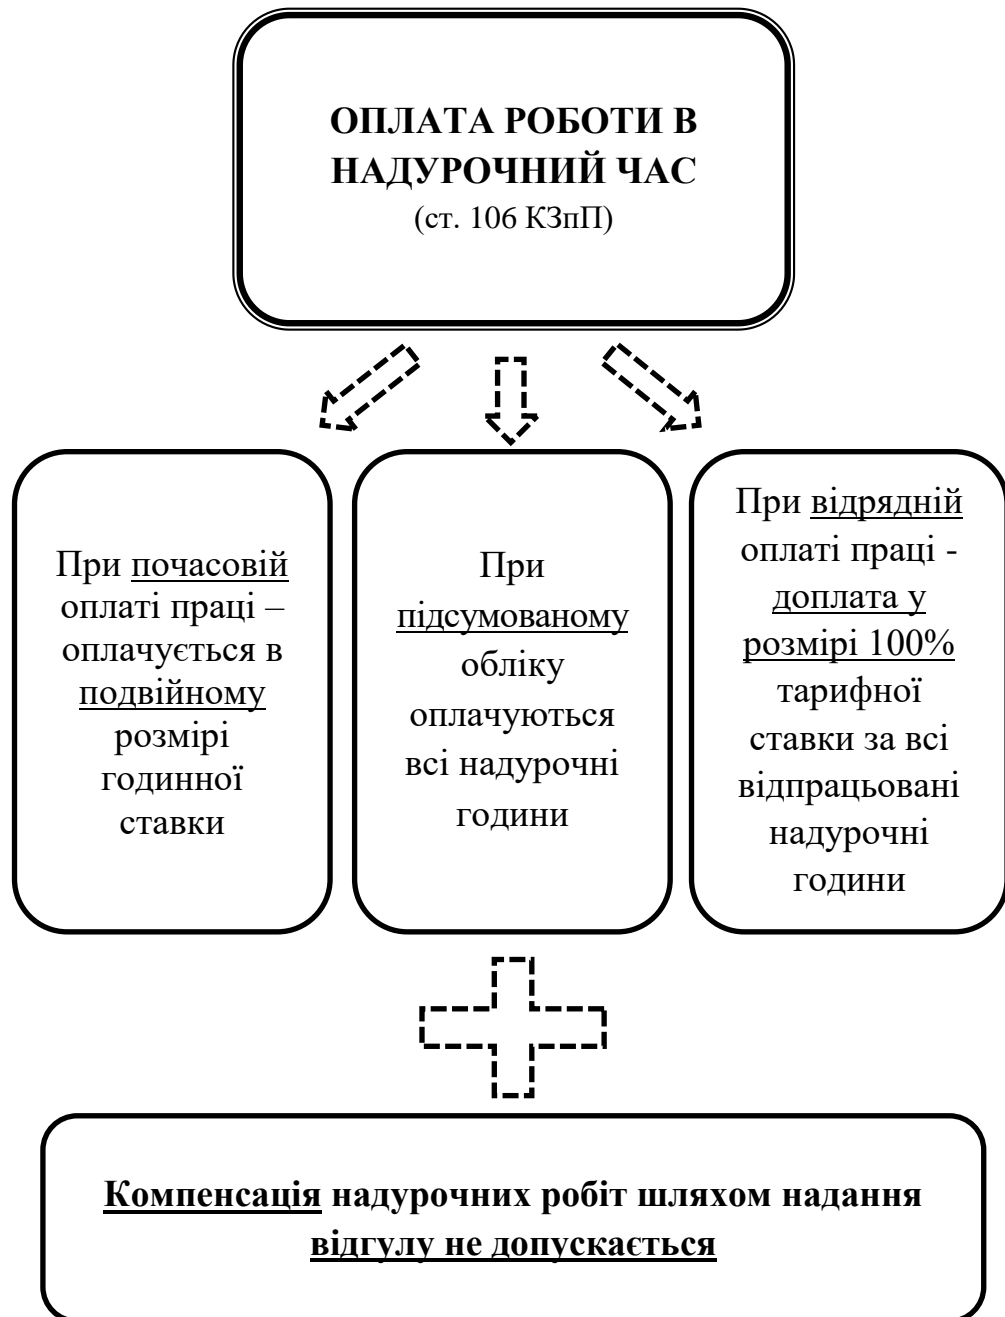 ОПЛАТА РОБОТИ В
НАДУРОЧНИЙ ЧАС
(ст. 106 КЗпП)
При почасовій
оплаті праці –
оплачується в
подвійному
розмірі
годинної
ставки
При
підсумованому
обліку
оплачуються
всі надурочні
години
При відрядній
оплаті праці -
доплата у
розмірі 100%
тарифної
ставки за всі
відпрацьовані
надурочні
години
Компенсація надурочних робіт шляхом надання
відгулу не допускається